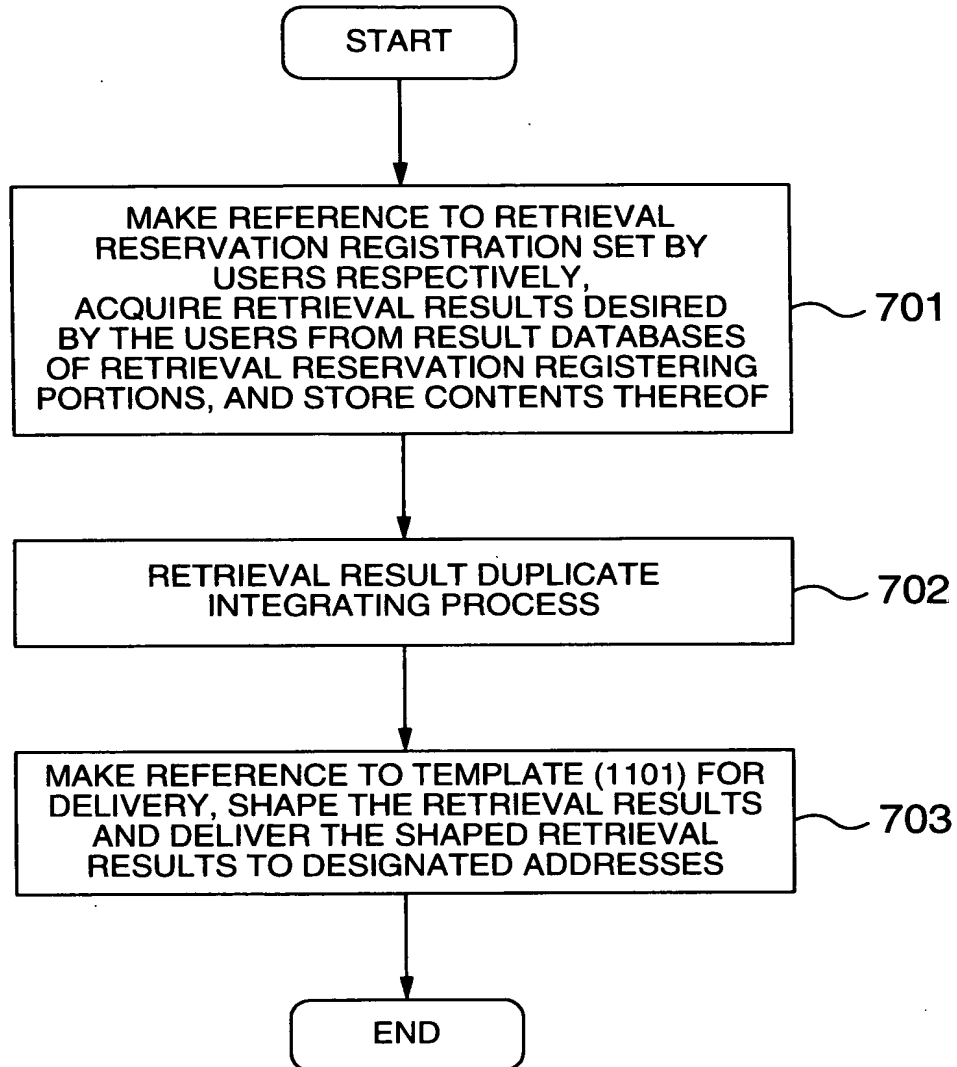 START
MAKE REFERENCE TO RETRIEVAL
RESERVATION REGISTRATION SET BY
USERS RESPECTIVELY,
ACQUIRE RETRIEVAL RESULTS DESIRED
BY THE USERS FROM RESULT DATABASES
OF RETRIEVAL RESERVATION REGISTERING
PORTIONS, AND STORE CONTENTS THEREOF
701
RETRIEVAL RESULT DUPLICATE
INTEGRATING PROCESS
702
MAKE REFERENCE TO TEMPLATE (1101) FOR
DELIVERY, SHAPE THE RETRIEVAL RESULTS
AND DELIVER THE SHAPED RETRIEVAL
RESULTS TO DESIGNATED ADDRESSES
703
END